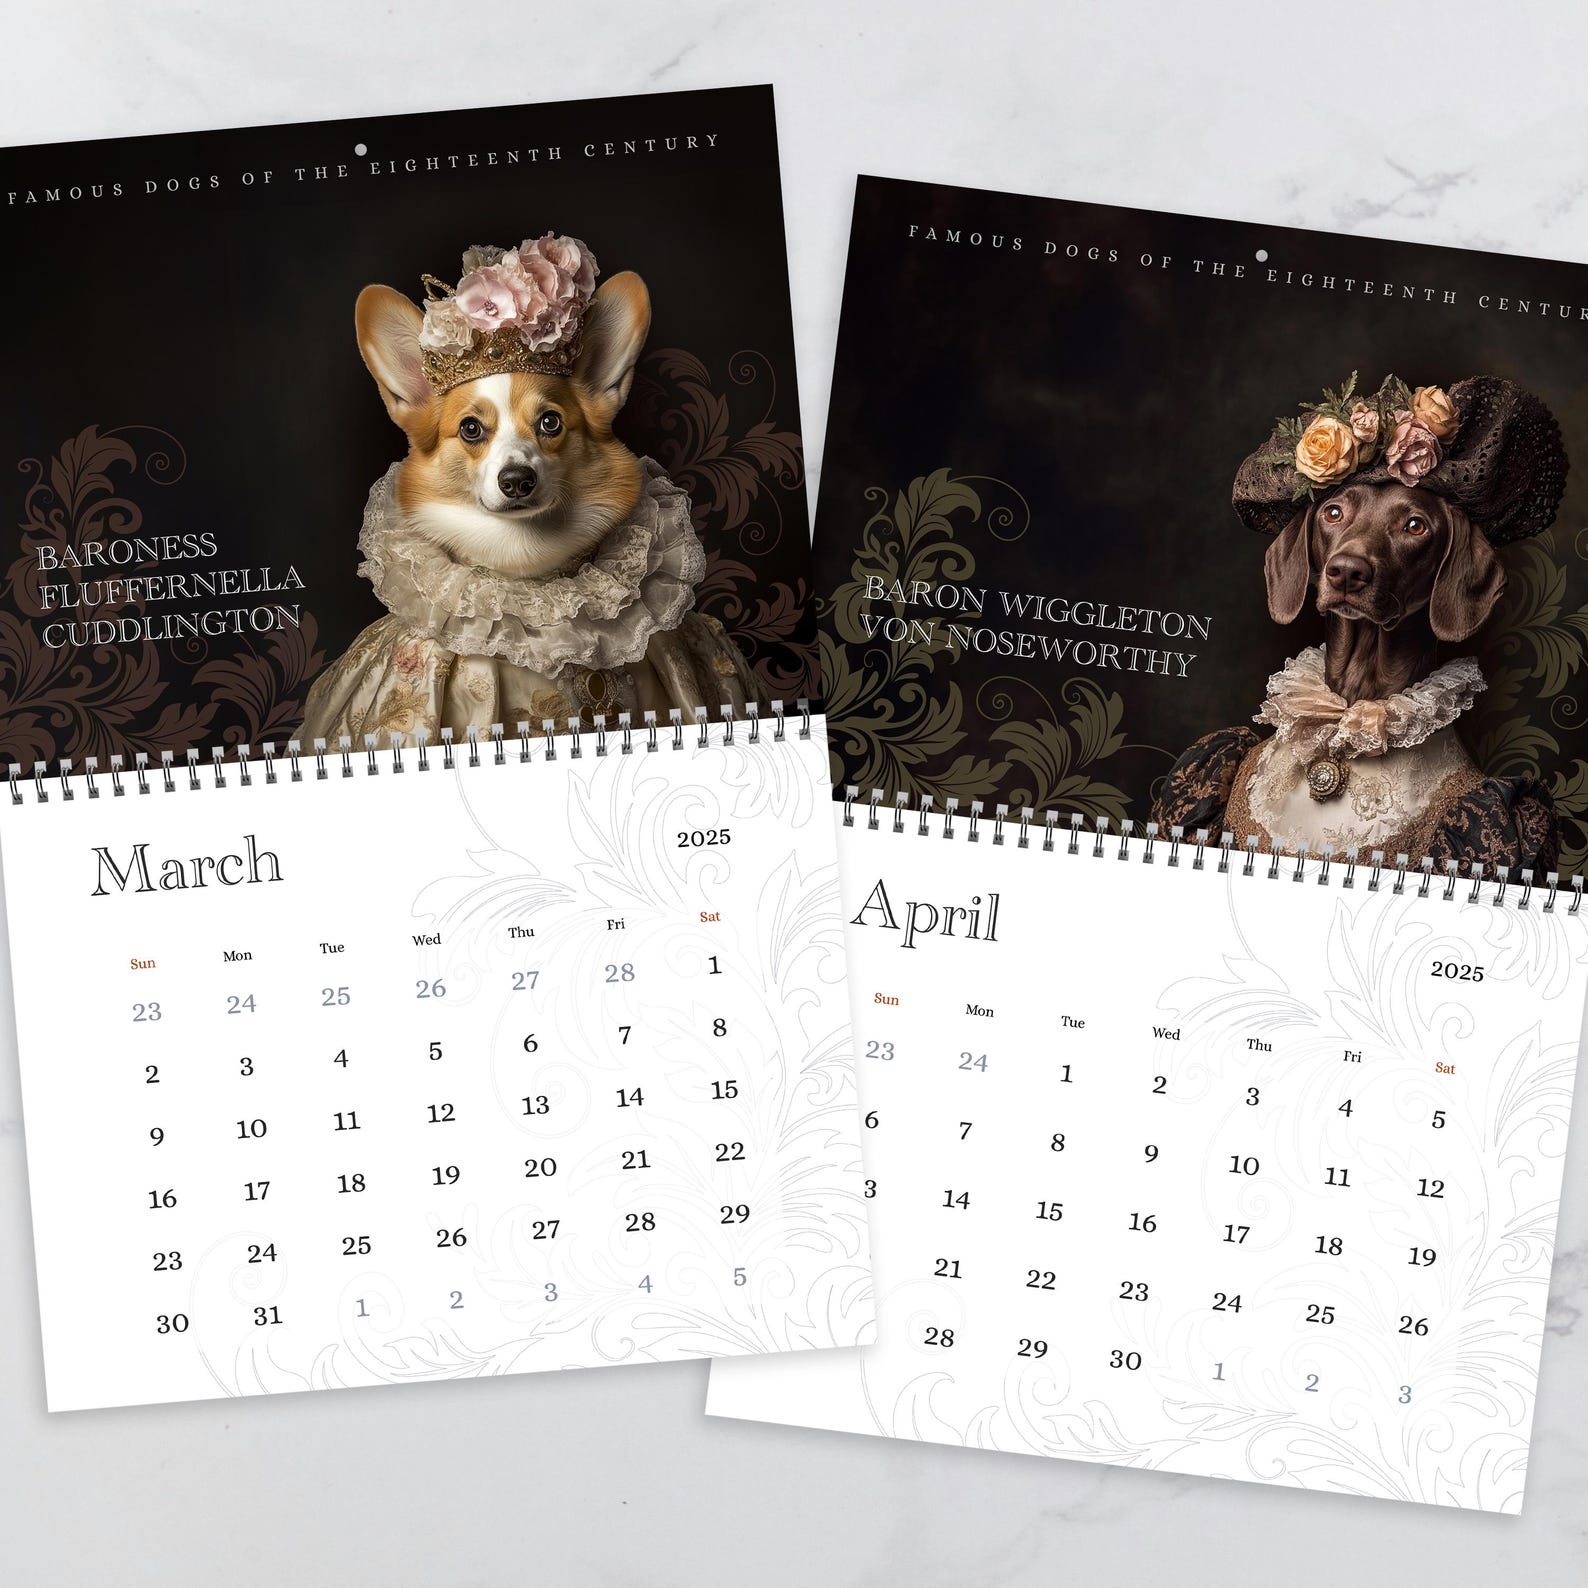 FAMOUS DOGS OF THE EIGHTEENTH CENTURY
BARONESS
FLUFFERNELLA
CUDDLINGTON
March
2025
Sun Mon Tue Wed Thu Fri Sat
23 24 25 26 27 28 1
2 3 4 5 6 7 8
9 10 11 12 13 14 15
16 17 18 19 20 21 22
23 24 25 26 27 28 29
30 31 1 2 3 4 5
FAMOUS DOGS OF THE EIGHTEENTH
BARON WIGGLETON
VON NOSEWORTHY
April
2025
Sun Mon Tue Wed Thu Fri Sat
23 24 1 2 3 4 5
6 7 8 9 10 11 12
14 15 16 17 18 19
21 22 23 24 25 26
28 29 30 1 2 3